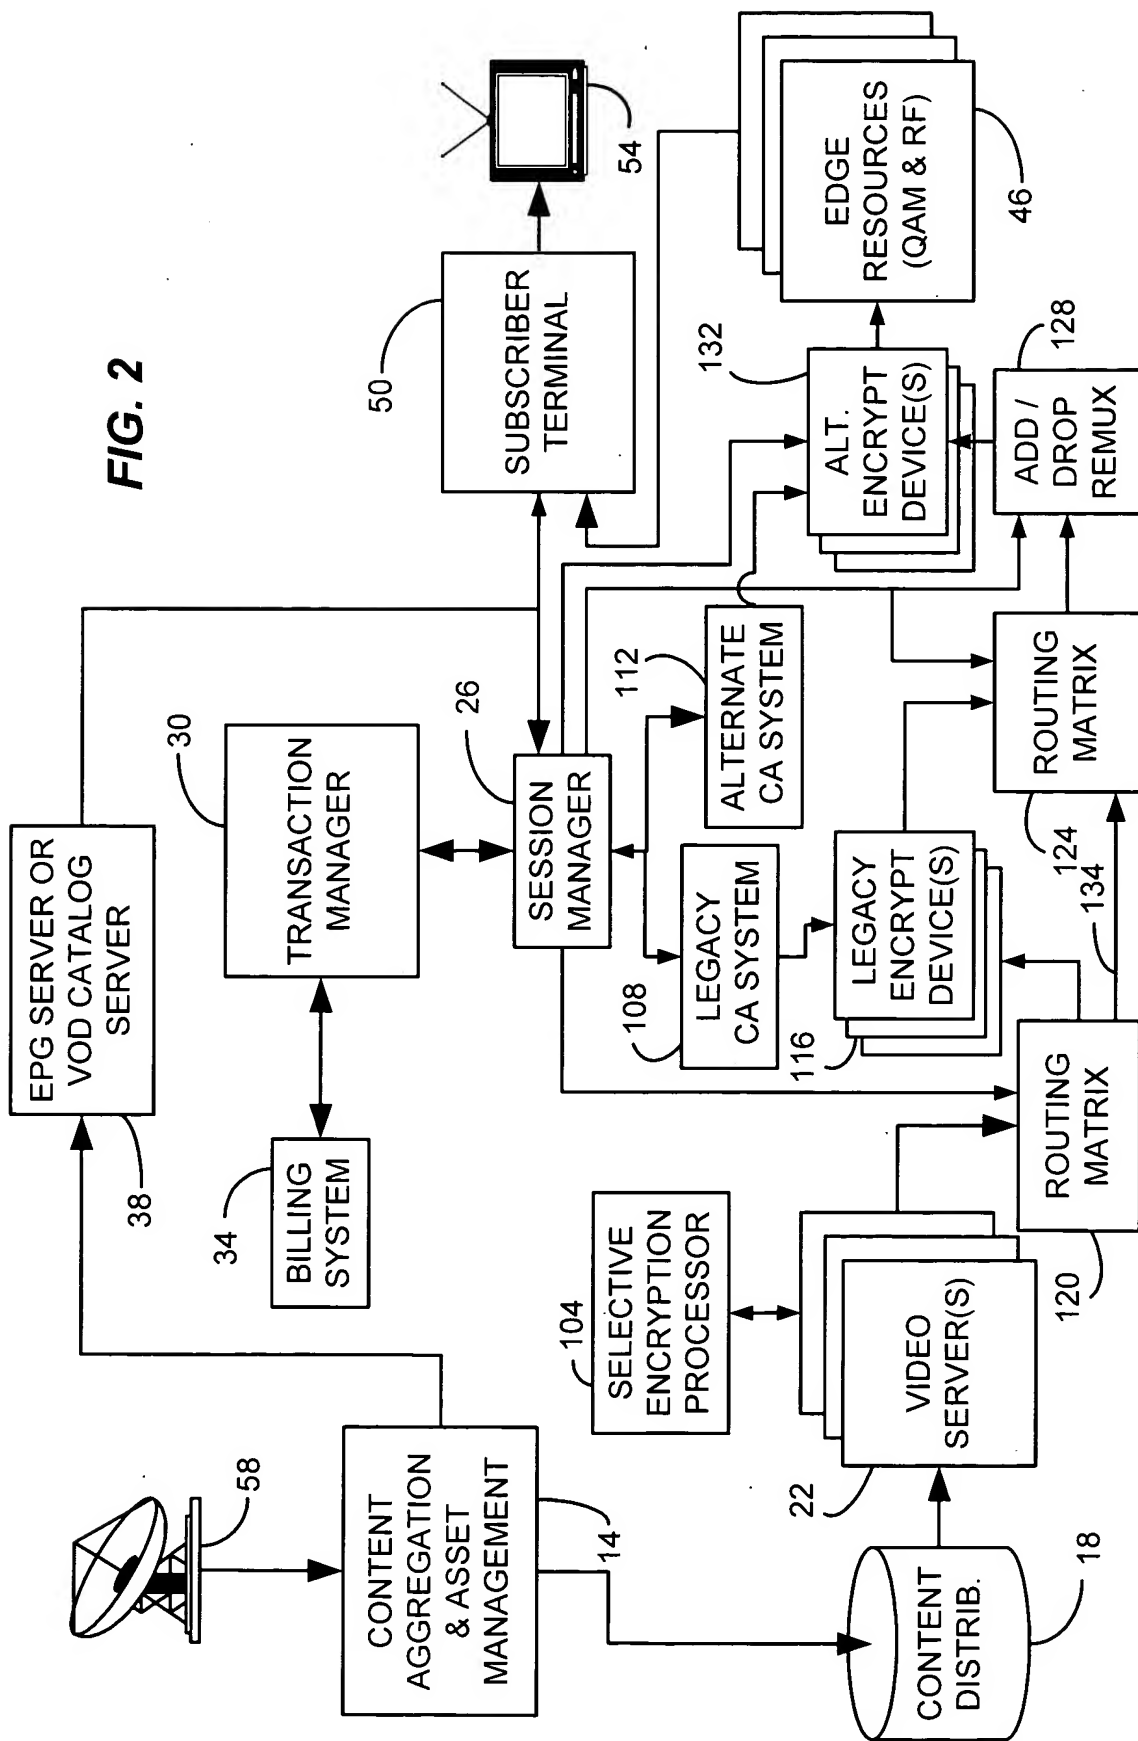 FIG. 2
58
CONTENT
AGGREGATION
& ASSET
MANAGEMENT
14
EPG SERVER OR
VOD CATALOG
SERVER
38
BILLING
SYSTEM
34
TRANSACTION
MANAGER
30
SESSION
MANAGER
26
SUBSCRIBER
TERMINAL
50
54
SELECTIVE
ENCRYPTION
PROCESSOR
104
LEGACY
CA SYSTEM
108
ALTERNATE
CA SYSTEM
112
CONTENT
DISTRIB.
18
VIDEO
SERVER(S)
22
ROUTING
MATRIX
120
LEGACY
ENCRYPT
DEVICE(S)
116
134
ROUTING
MATRIX
124
ADD /
DROP
REMUX
128
ALT.
ENCRYPT
DEVICE(S)
132
EDGE
RESOURCES
(QAM & RF)
46